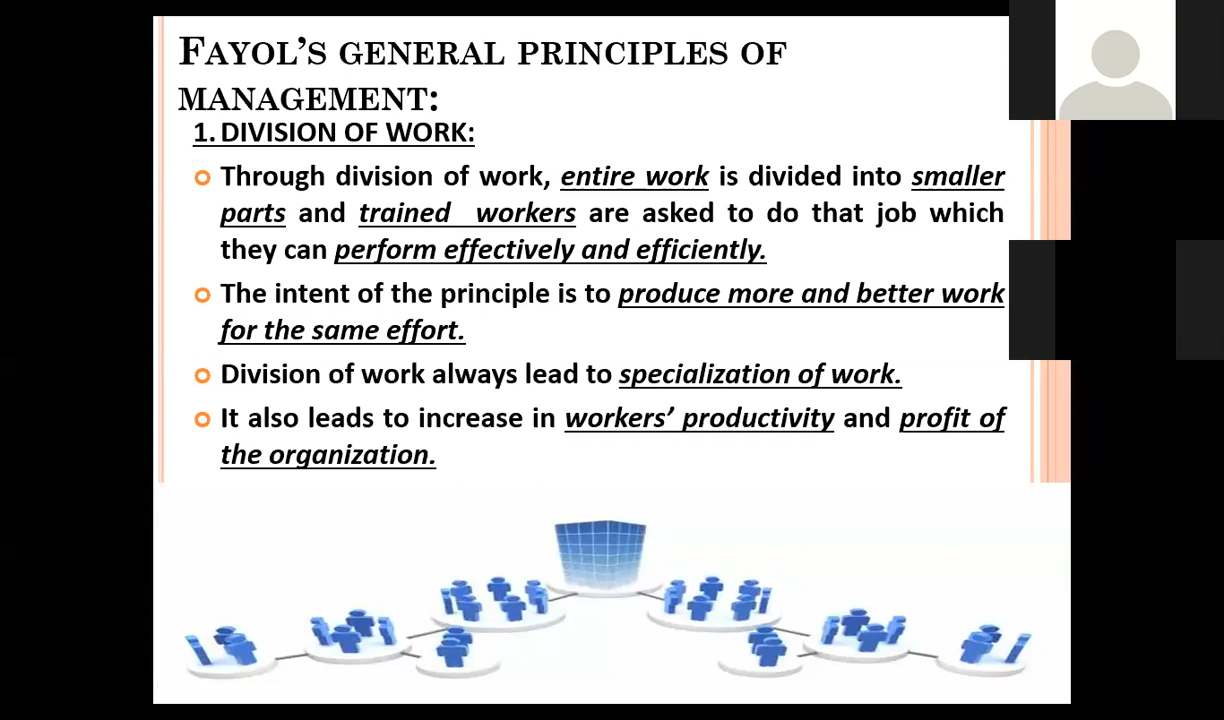 FAYOL'S GENERAL PRINCIPLES OF
MANAGEMENT:
1. DIVISION OF WORK:
Through division of work, entire work is divided into smaller
parts and trained workers are asked to do that job which
they can perform effectively and efficiently.
The intent of the principle is to produce more and better work
for the same effort.
Division of work always lead to specialization of work.
It also leads to increase in workers' productivity and profit of
the organization.